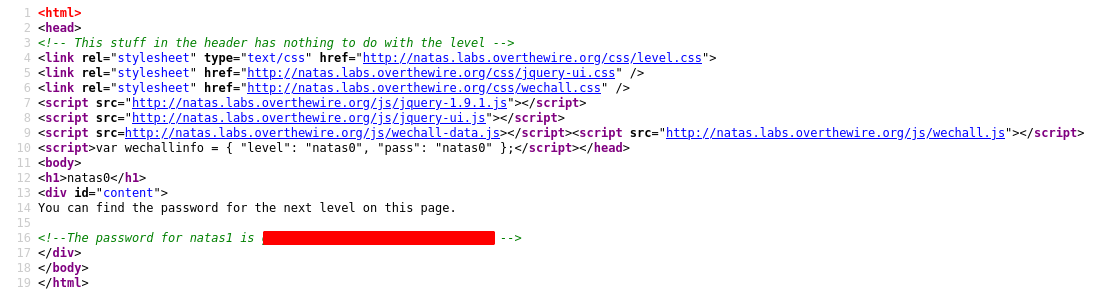 1 <html>
2 <head>
3 <!-- This stuff in the header has nothing to do with the level -->
4 <link rel="stylesheet" type="text/css" href="http://natas.labs.overthewire.org/css/level.css">
5 <link rel="stylesheet" href="http://natas.labs.overthewire.org/css/jquery-ui.css" />
6 <link rel="stylesheet" href="http://natas.labs.overthewire.org/css/wechall.css" />
7 <script src="http://natas.labs.overthewire.org/js/jquery-1.9.1.js"></script>
8 <script src="http://natas.labs.overthewire.org/js/jquery-ui.js"></script>
9 <script src=http://natas.labs.overthewire.org/js/wechall-data.js></script><script src="http://natas.labs.overthewire.org/js/wechall.js"></script>
10 <script>var wechallinfo = { "level": "natas0", "pass": "natas0" };</script></head>
11 <body>
12 <h1>natas0</h1>
13 <div id="content">
14 You can find the password for the next level on this page.
15
16 <!--The password for natas1 is -->
17 </div>
18 </body>
19 </html>